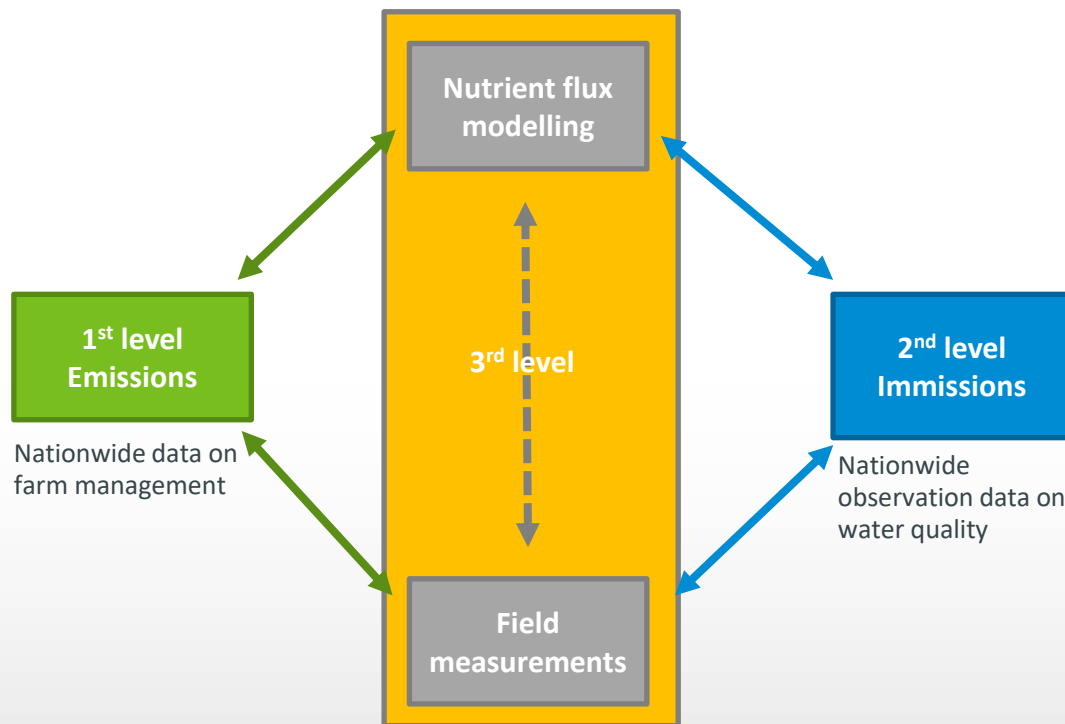 Nutrient flux
modelling
1st level
Emissions
Nationwide data on
farm management
3rd level
2nd level
Immissions
Nationwide
observation data on
water quality
Field
measurements